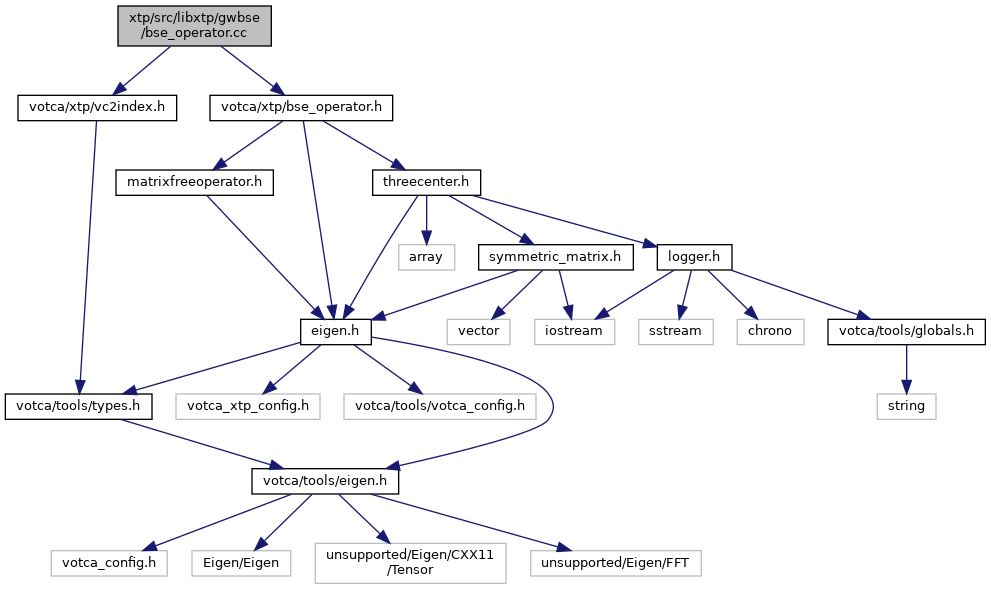 xtp/src/libxtp/gwbse
/bse_operator.cc
votca/xtp/vc2index.h
votca/xtp/bse_operator.h
matrixfreeoperator.h
threecenter.h
array
symmetric_matrix.h
logger.h
eigen.h
vector
iostream
sstream
chrono
votca/tools/globals.h
votca/tools/types.h
votca_xtp_config.h
votca/tools/votca_config.h
string
votca/tools/eigen.h
votca_config.h
Eigen/Eigen
unsupported/Eigen/CXX11
/Tensor
unsupported/Eigen/FFT